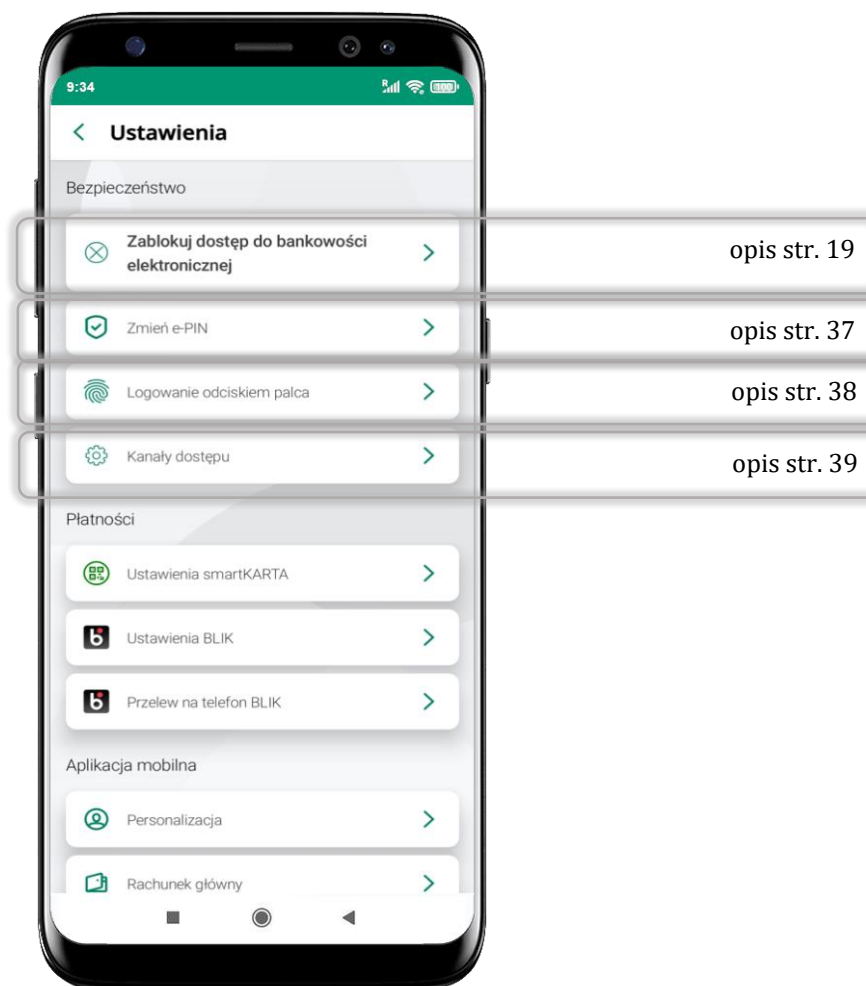 9:34
R
100
Ustawienia
Bezpieczeństwo
Zablokuj dostęp do bankowości
elektronicznej
opis str. 19
Zmień e-PIN
opis str. 37
Logowanie odciskiem palca
opis str. 38
Kanały dostępu
opis str. 39
Płatności
Ustawienia smartKARTA
Ustawienia BLIK
Przelew na telefon BLIK
Aplikacja mobilna
Personalizacja
Rachunek główny